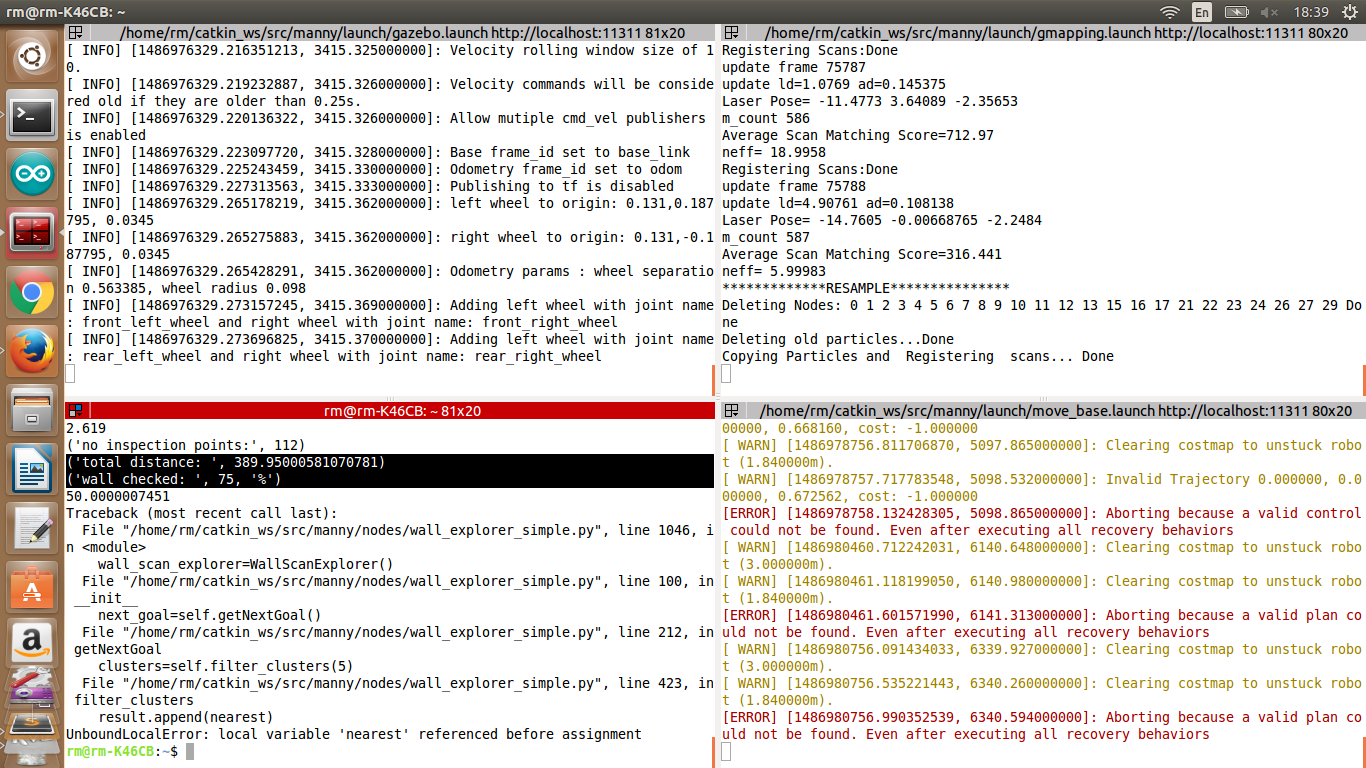 rm@rm-K46CB: ~
En
18:39
/home/rm/catkin_ws/src/manny/launch/gazebo.launch http://localhost:11311 81x20
[ INFO] [1486976329.216351213, 3415.325000000]: Velocity rolling window size of 1
0.
[ INFO] [1486976329.219232887, 3415.326000000]: Velocity commands will be conside
red old if they are older than 0.25s.
[ INFO] [1486976329.220136322, 3415.326000000]: Allow mutiple cmd_vel publishers
is enabled
[ INFO] [1486976329.223097720, 3415.328000000]: Base frame_id set to base_link
[ INFO] [1486976329.225243459, 3415.330000000]: Odometry frame_id set to odom
[ INFO] [1486976329.227313563, 3415.333000000]: Publishing to tf is disabled
[ INFO] [1486976329.265178219, 3415.362000000]: left wheel to origin: 0.131,0.187
795, 0.0345
[ INFO] [1486976329.265275883, 3415.362000000]: right wheel to origin: 0.131,-0.1
87795, 0.0345
[ INFO] [1486976329.265428291, 3415.362000000]: Odometry params : wheel separatio
n 0.563385, wheel radius 0.098
[ INFO] [1486976329.273157245, 3415.369000000]: Adding left wheel with joint name
: front_left_wheel and right wheel with joint name: front_right_wheel
[ INFO] [1486976329.273696825, 3415.370000000]: Adding left wheel with joint name
: rear_left_wheel and right wheel with joint name: rear_right_wheel
/home/rm/catkin_ws/src/manny/launch/gmapping.launch http://localhost:11311 80x20
Registering Scans:Done
update frame 75787
update ld=1.0769 ad=0.145375
Laser Pose= -11.4773 3.64089 -2.35653
m_count 586
Average Scan Matching Score=712.97
neff= 18.9958
Registering Scans:Done
update frame 75788
update ld=4.90761 ad=0.108138
Laser Pose= -14.7605 -0.00668765 -2.2484
m_count 587
Average Scan Matching Score=316.441
neff= 5.99983
*************RESAMPLE***************
Deleting Nodes: 0 1 2 3 4 5 6 7 8 9 10 11 12 13 15 16 17 21 22 23 24 26 27 29 Do
ne
Deleting old particles...Done
Copying Particles and  Registering  scans... Done
rm@rm-K46CB: ~ 81x20
2.619
('no inspection points:', 112)
('total distance: ', 389.95000581070781)
('wall checked: ', 75, '%')
50.0000007451
Traceback (most recent call last):
  File "/home/rm/catkin_ws/src/manny/nodes/wall_explorer_simple.py", line 1046, i
n <module>
    wall_scan_explorer=WallScanExplorer()
  File "/home/rm/catkin_ws/src/manny/nodes/wall_explorer_simple.py", line 100, in
 __init__
    next_goal=self.getNextGoal()
  File "/home/rm/catkin_ws/src/manny/nodes/wall_explorer_simple.py", line 212, in
 getNextGoal
    clusters=self.filter_clusters(5)
  File "/home/rm/catkin_ws/src/manny/nodes/wall_explorer_simple.py", line 423, in
 filter_clusters
    result.append(nearest)
UnboundLocalError: local variable 'nearest' referenced before assignment
rm@rm-K46CB:~$
/home/rm/catkin_ws/src/manny/launch/move_base.launch http://localhost:11311 80x20
00000, 0.668160, cost: -1.000000
[ WARN] [1486978756.811706870, 5097.865000000]: Clearing costmap to unstuck robo
t (1.840000m).
[ WARN] [1486978757.717783548, 5098.532000000]: Invalid Trajectory 0.000000, 0.0
00000, 0.672562, cost: -1.000000
[ERROR] [1486978758.132428305, 5098.865000000]: Aborting because a valid control
 could not be found. Even after executing all recovery behaviors
[ WARN] [1486980460.712242031, 6140.648000000]: Clearing costmap to unstuck robo
t (3.000000m).
[ WARN] [1486980461.118199050, 6140.980000000]: Clearing costmap to unstuck robo
t (1.840000m).
[ERROR] [1486980461.601571990, 6141.313000000]: Aborting because a valid plan co
uld not be found. Even after executing all recovery behaviors
[ WARN] [1486980756.091434033, 6339.927000000]: Clearing costmap to unstuck robo
t (3.000000m).
[ WARN] [1486980756.535221443, 6340.260000000]: Clearing costmap to unstuck robo
t (1.840000m).
[ERROR] [1486980756.990352539, 6340.594000000]: Aborting because a valid plan co
uld not be found. Even after executing all recovery behaviors